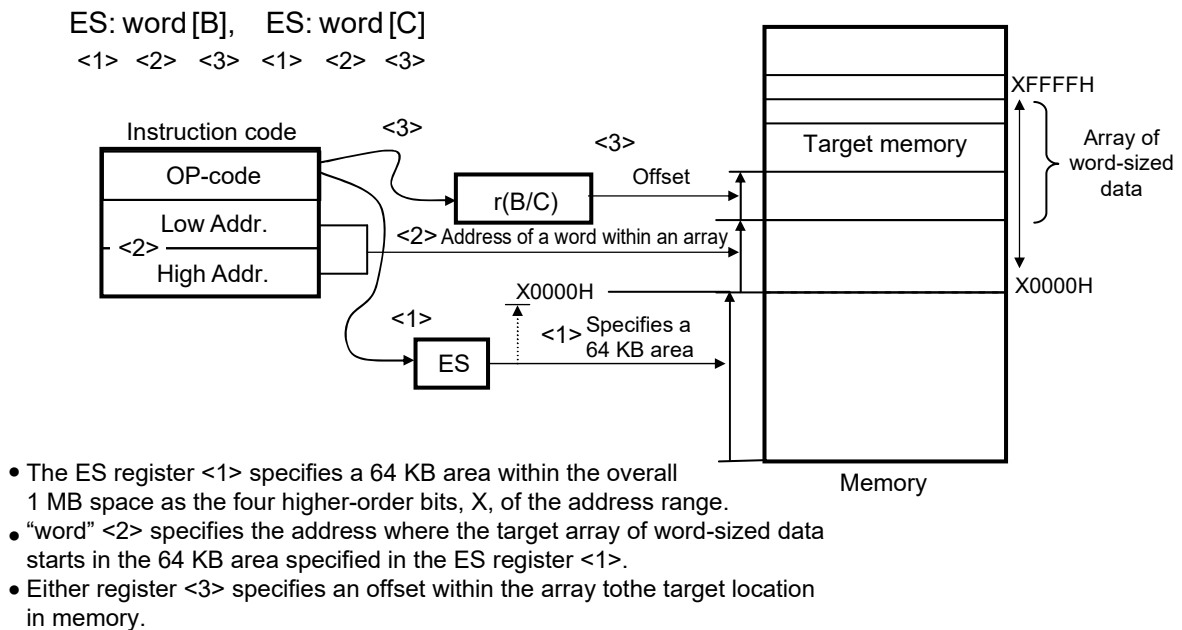 ES: word [B], ES: word [C]
<1> <2> <3> <1> <2> <3>
XFFFFH
Instruction code
<3>
<3>
Target memory
Array of
word-sized
data
OP-code
r(B/C)
Offset
Low Addr.
<2>
<2> Address of a word within an array
High Addr.
X0000H
X0000H
<1>
<1> Specifies a
64 KB area
ES
Memory
• The ES register <1> specifies a 64 KB area within the overall
1 MB space as the four higher-order bits, X, of the address range.
• “word” <2> specifies the address where the target array of word-sized data
starts in the 64 KB area specified in the ES register <1>.
• Either register <3> specifies an offset within the array tothe target location
in memory.